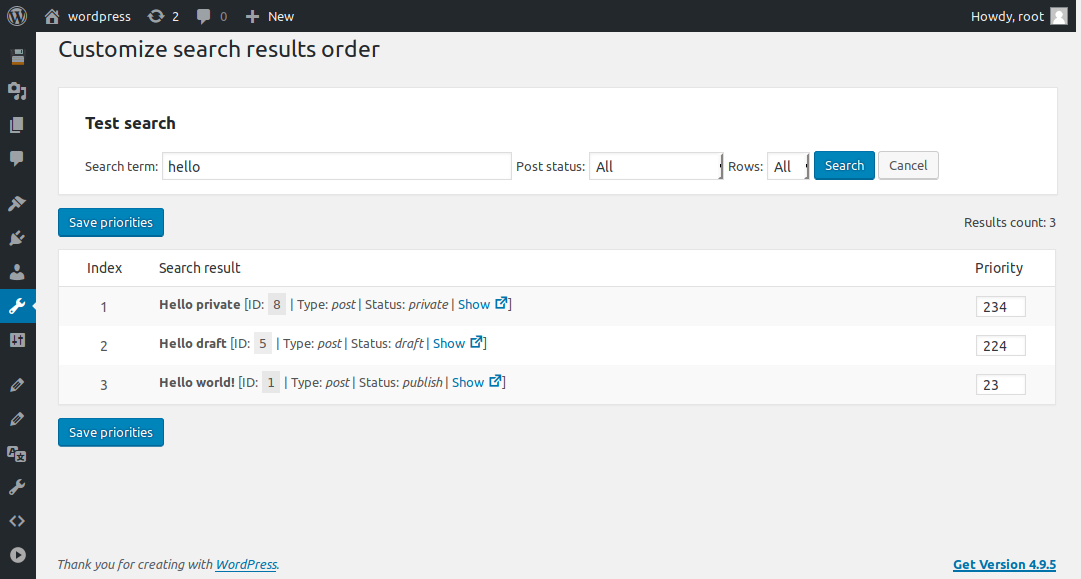 wordpress 2 0 New Howdy, root
Customize search results order
Test search
Search term: hello Post status: All Rows: All Search Cancel
Save priorities Results count: 3
Index Search result Priority
1 Hello private [ID: 8 | Type: post | Status: private | Show ] 234
2 Hello draft [ID: 5 | Type: post | Status: draft | Show ] 224
3 Hello world! [ID: 1 | Type: post | Status: publish | Show ] 23
Save priorities
Thank you for creating with WordPress. Get Version 4.9.5